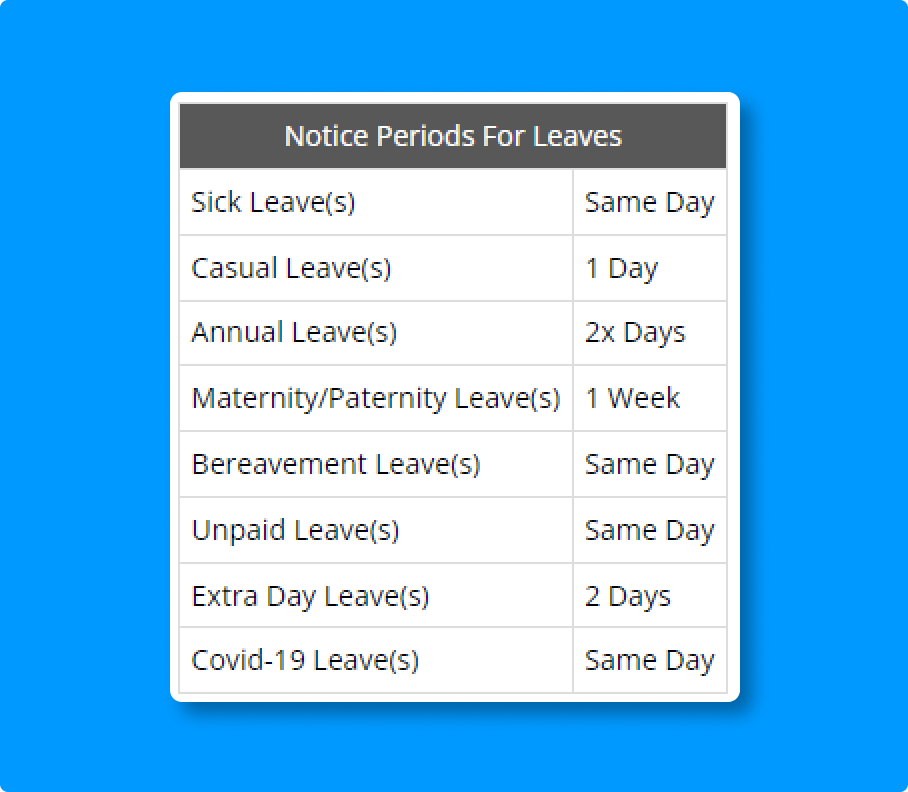 Notice Periods For Leaves
Sick Leave(s) Same Day
Casual Leave(s) 1 Day
Annual Leave(s) 2x Days
Maternity/Paternity Leave(s) 1 Week
Bereavement Leave(s) Same Day
Unpaid Leave(s) Same Day
Extra Day Leave(s) 2 Days
Covid-19 Leave(s) Same Day